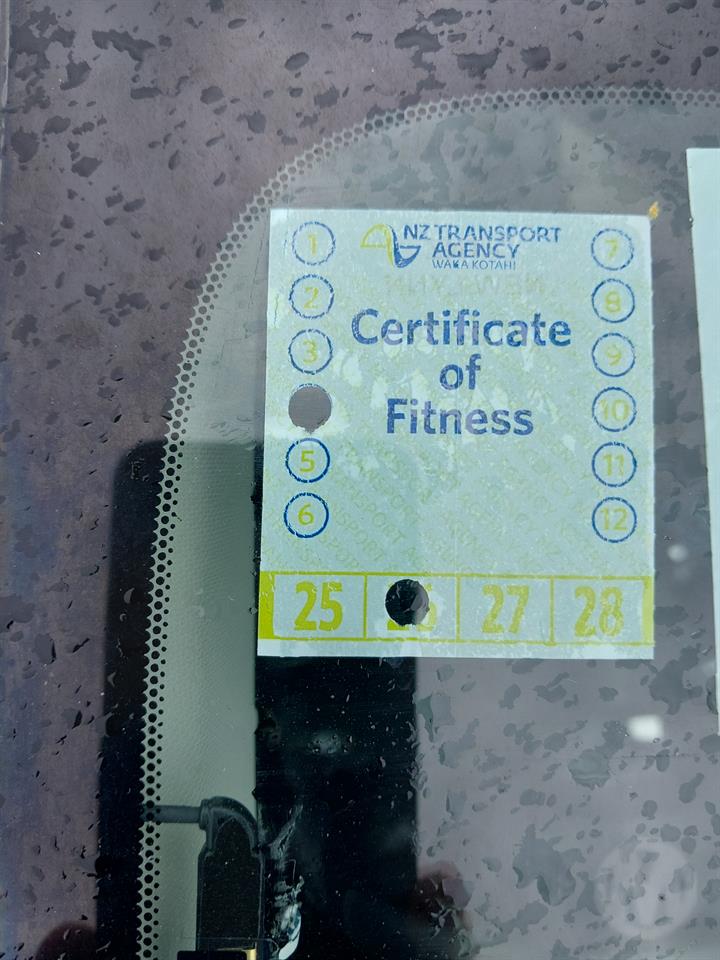 NZ TRANSPORT
AGENCY
WAKA KOTAHI
Certificate
of
Fitness
1
2
3
5
6
7
8
9
10
11
12
25 27 28